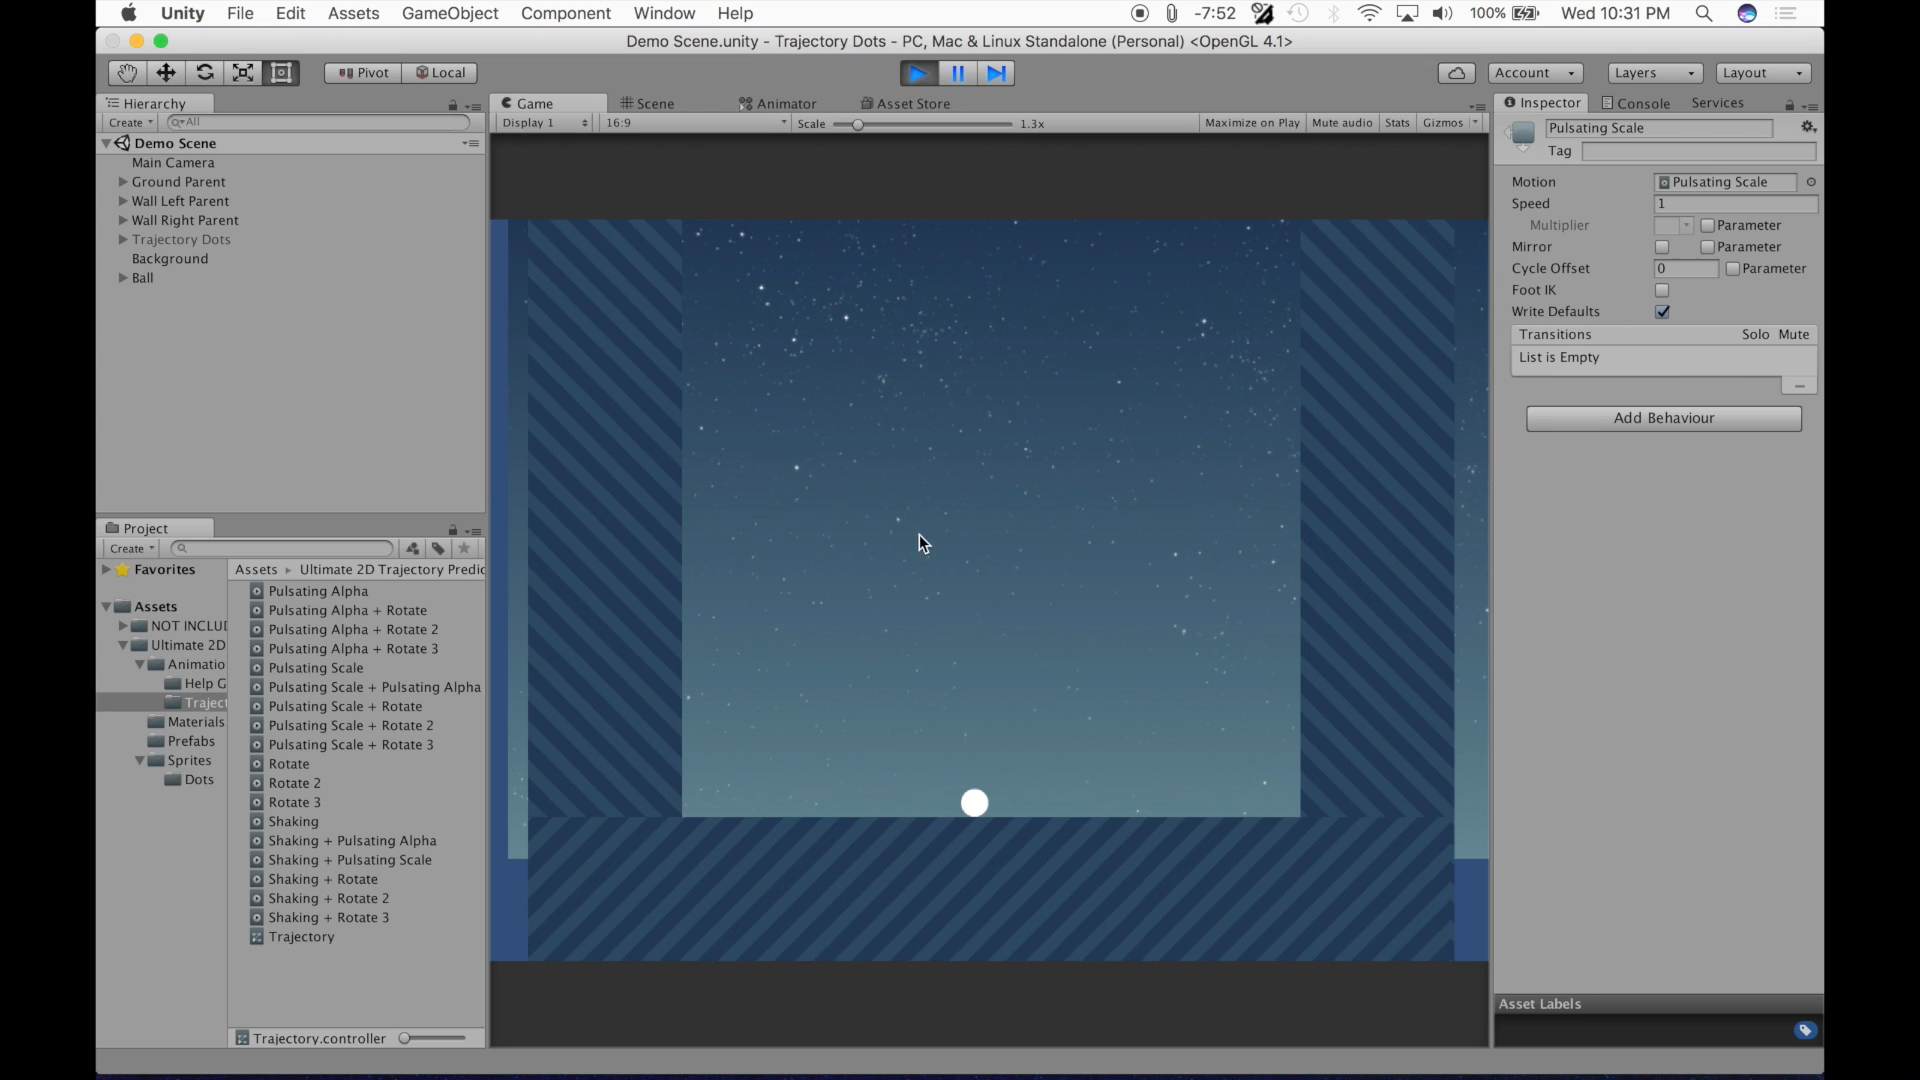 Unity File Edit Assets GameObject Component Window Help -7:52 100% Wed 10:31 PM
Demo Scene.unity - Trajectory Dots - PC, Mac & Linux Standalone (Personal) <OpenGL 4.1>
Pivot Local Account Layers Layout
Hierarchy
Create All
Demo Scene
Main Camera
Ground Parent
Wall Left Parent
Wall Right Parent
Trajectory Dots
Background
Ball
Project
Create
Favorites
Assets
NOT INCLU
Ultimate 2D
Animatio
Help G
Traject
Materials
Prefabs
Sprites
Dots
Assets Ultimate 2D Trajectory Predic
Pulsating Alpha
Pulsating Alpha + Rotate
Pulsating Alpha + Rotate 2
Pulsating Alpha + Rotate 3
Pulsating Scale
Pulsating Scale + Pulsating Alpha
Pulsating Scale + Rotate
Pulsating Scale + Rotate 2
Pulsating Scale + Rotate 3
Rotate
Rotate 2
Rotate 3
Shaking
Shaking + Pulsating Alpha
Shaking + Pulsating Scale
Shaking + Rotate
Shaking + Rotate 2
Shaking + Rotate 3
Trajectory
Trajectory.controller
Game Scene Animator Asset Store
Display 1 16:9 Scale 1.3x Maximize on Play Mute audio Stats Gizmos
Inspector Console Services
Pulsating Scale
Tag
Motion Pulsating Scale
Speed 1
Multiplier Parameter
Mirror Parameter
Cycle Offset 0 Parameter
Foot IK
Write Defaults
Transitions Solo Mute
List is Empty
Add Behaviour
Asset Labels